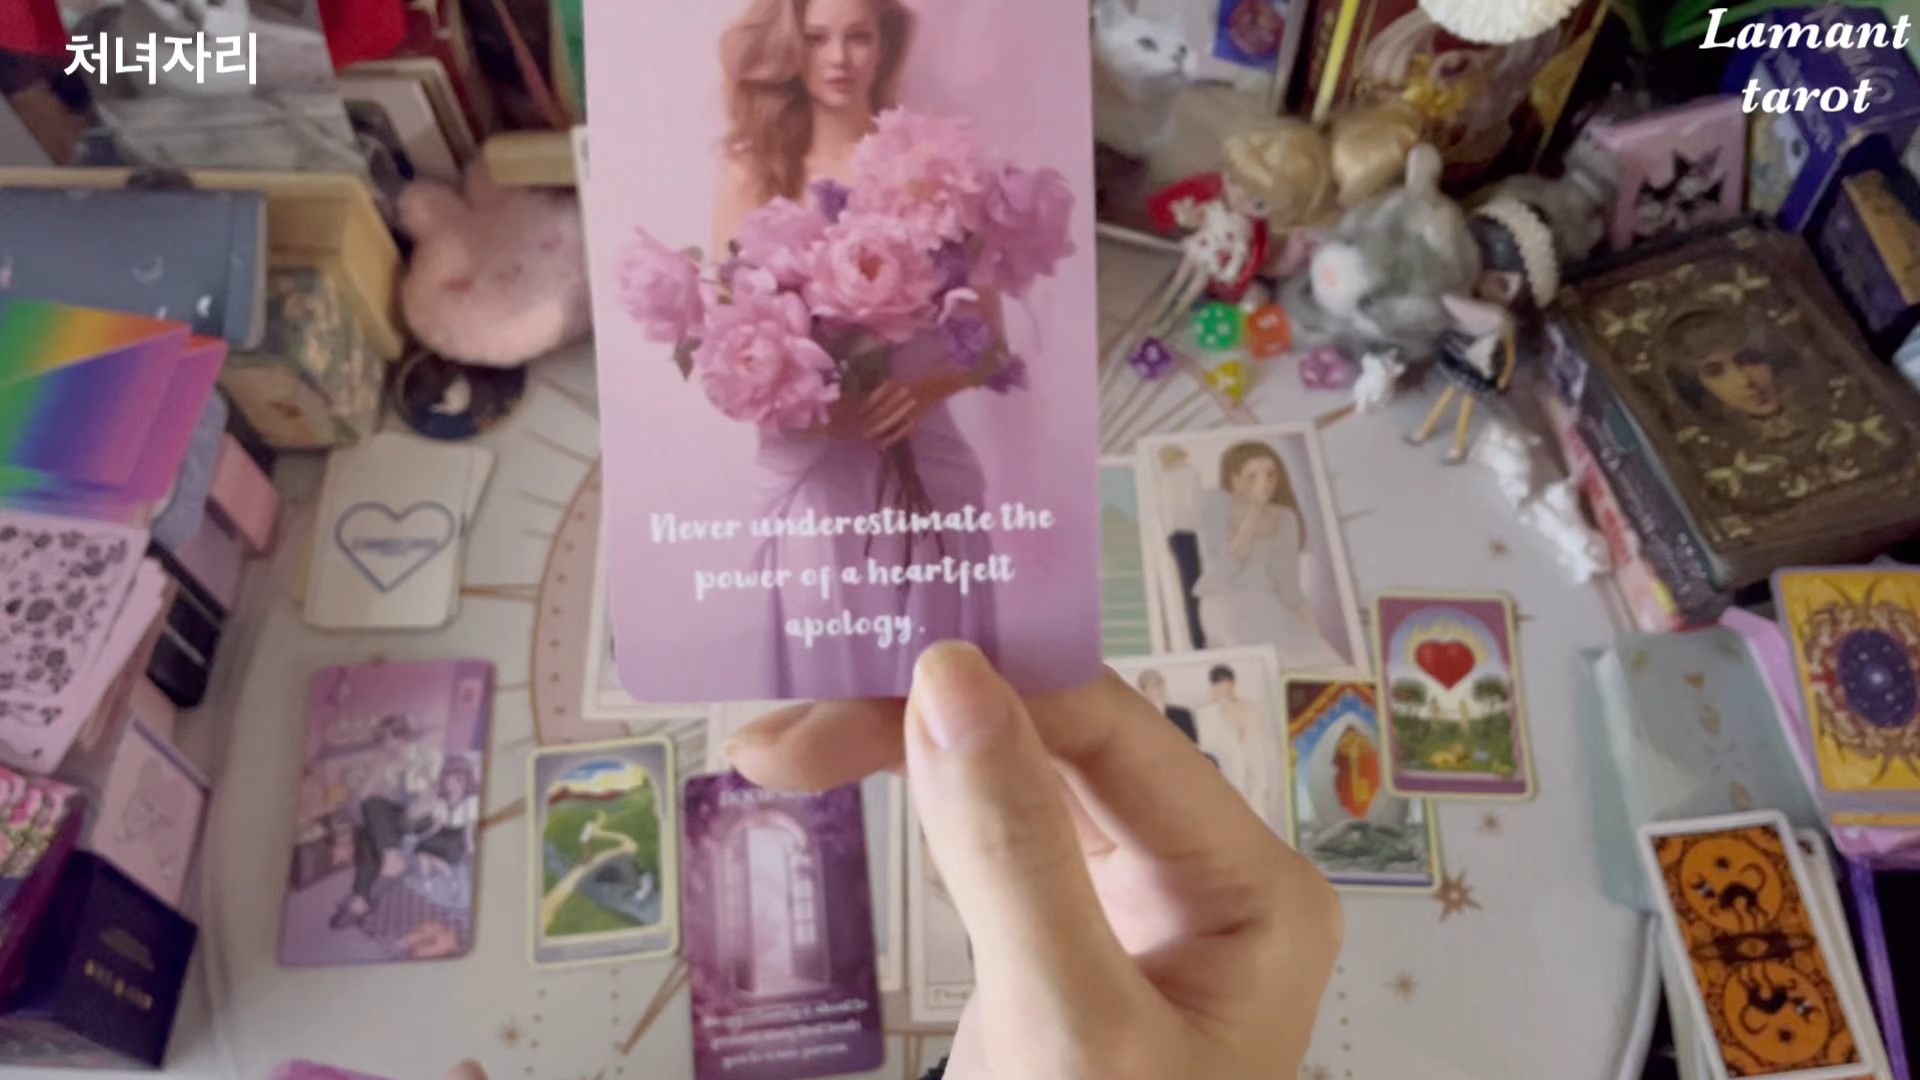 처녀자리
Lamant
tarot
Never underestimate the
power of a heartfelt
apology.